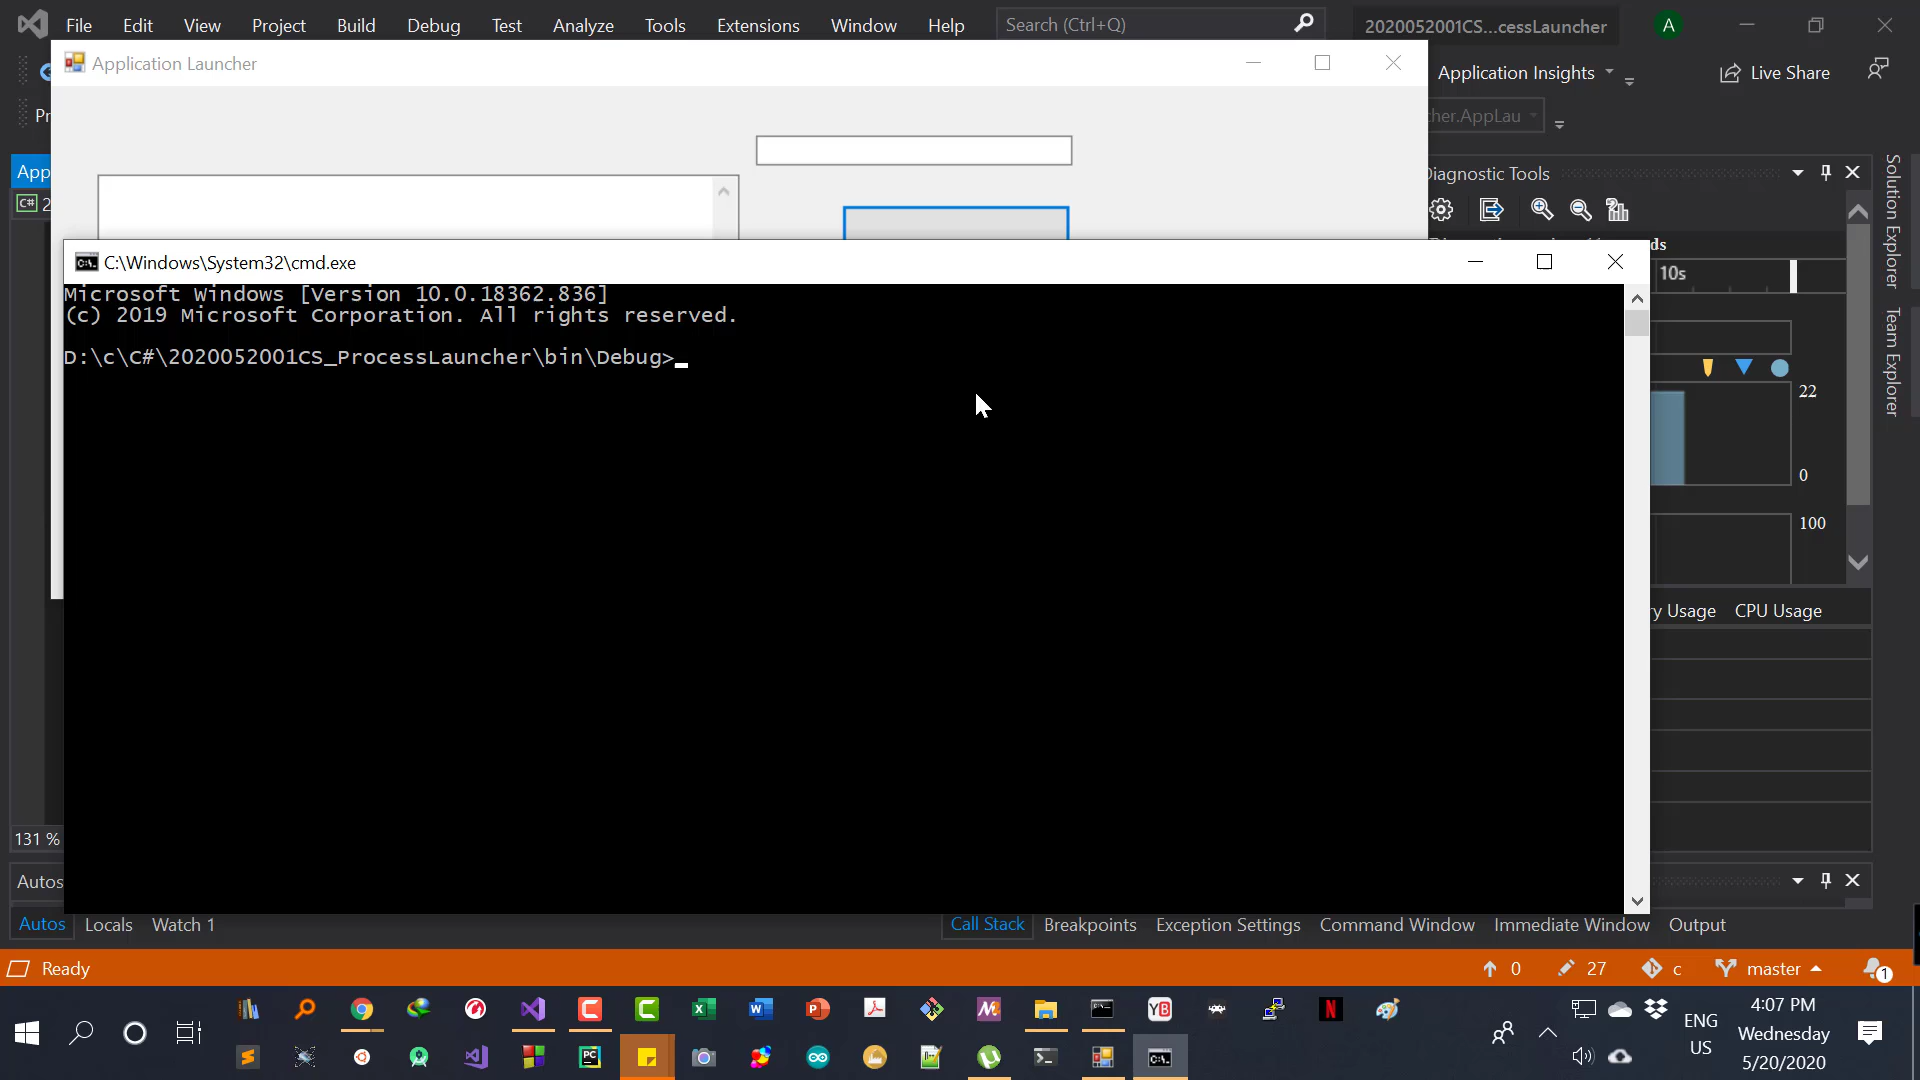 File Edit View Project Build Debug Test Analyze Tools Extensions Window Help Search (Ctrl+Q) 2020052001CS...cessLauncher A
Application Launcher
Application Insights Live Share
Pr
her.AppLau
App
Diagnostic Tools
C# 2
ds
10s
22
0
100
C:\Windows\System32\cmd.exe
Microsoft Windows [Version 10.0.18362.836]
(c) 2019 Microsoft Corporation. All rights reserved.
D:\c\C#\2020052001CS_ProcessLauncher\bin\Debug>
Solution Explorer
Team Explorer
ry Usage CPU Usage
131 %
Autos
Autos Locals Watch 1 Call Stack Breakpoints Exception Settings Command Window Immediate Window Output
Ready 0 27 c master 1
4:07 PM
ENG
US
Wednesday
5/20/2020